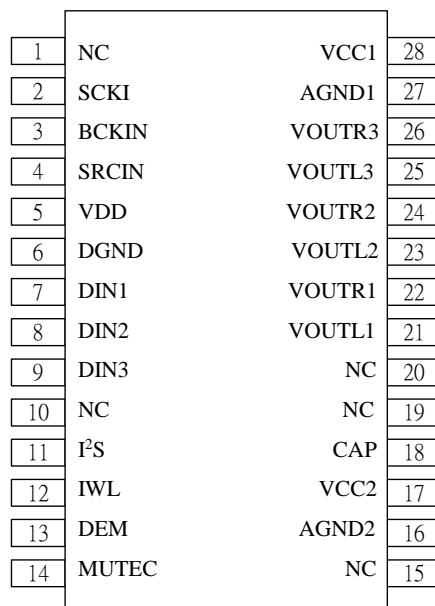 1 NC VCC1 28
2 SCKI AGND1 27
3 BCKIN VOUTR3 26
4 SRCIN VOUTL3 25
5 VDD VOUTR2 24
6 DGND VOUTL2 23
7 DIN1 VOUTR1 22
8 DIN2 VOUTL1 21
9 DIN3 NC 20
10 NC NC 19
11 I²S CAP 18
12 IWL VCC2 17
13 DEM AGND2 16
14 MUTEC NC 15